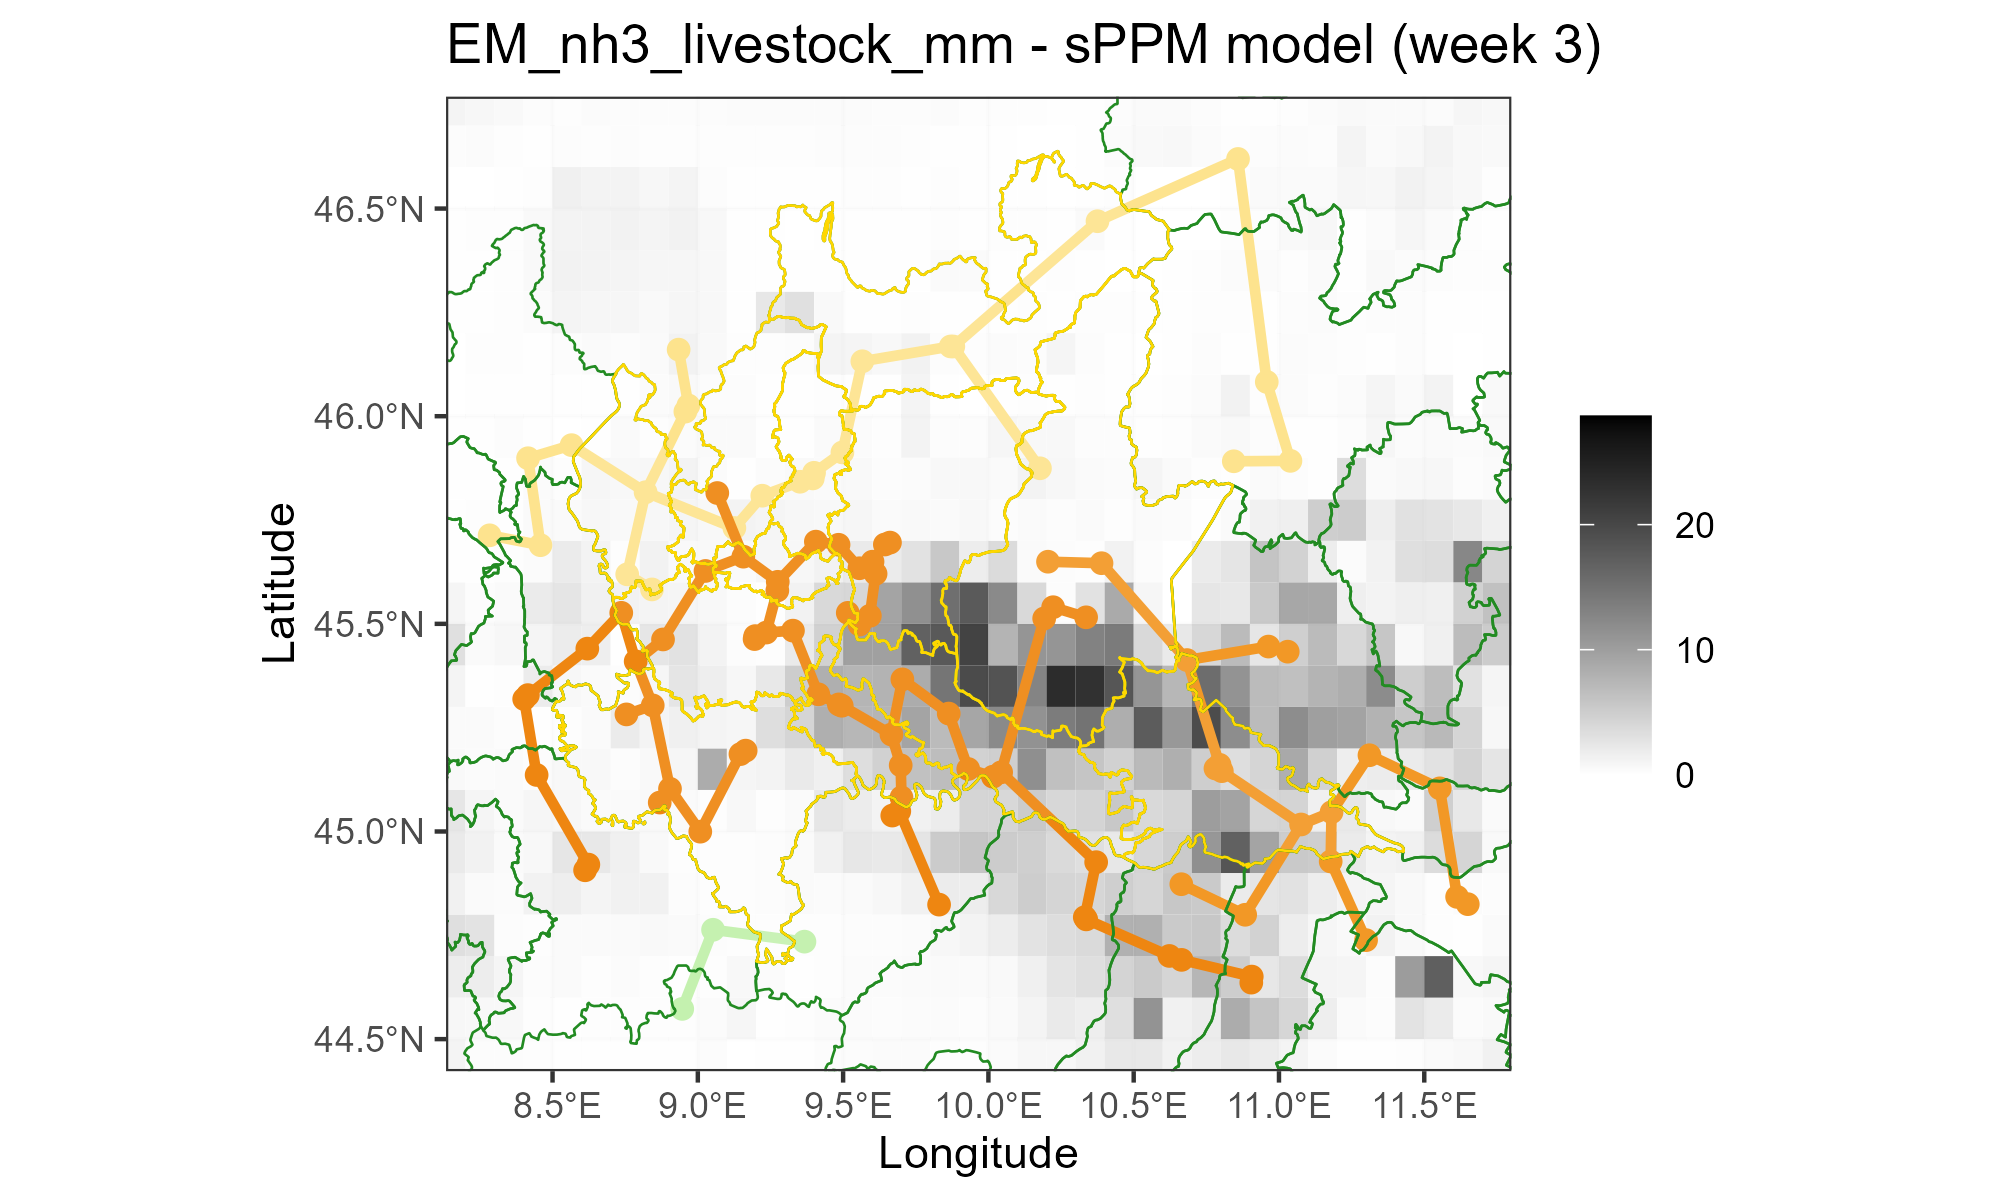 EM_nh3_livestock_mm - sPPM model (week 3)
46.5°N
46.0°N
45.5°N
45.0°N
44.5°N
Latitude
8.5°E 9.0°E 9.5°E 10.0°E 10.5°E 11.0°E 11.5°E
Longitude
20
10
0